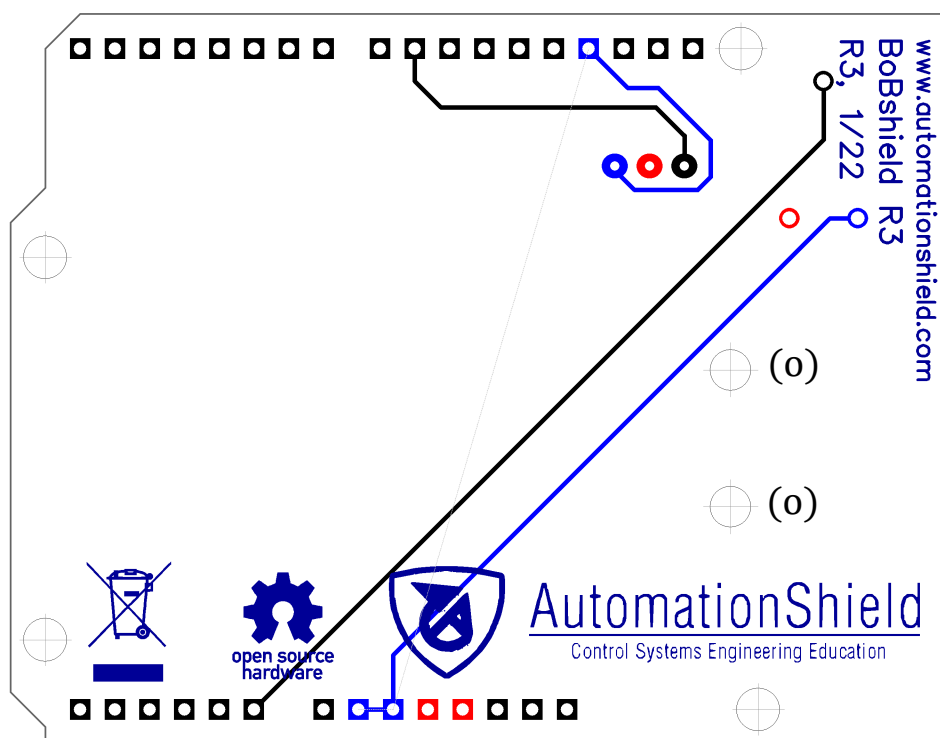 www.automationshield.com
BoBshield R3
R3, 1/22
(o)
(o)
open source
hardware
AutomationShield
Control Systems Engineering Education